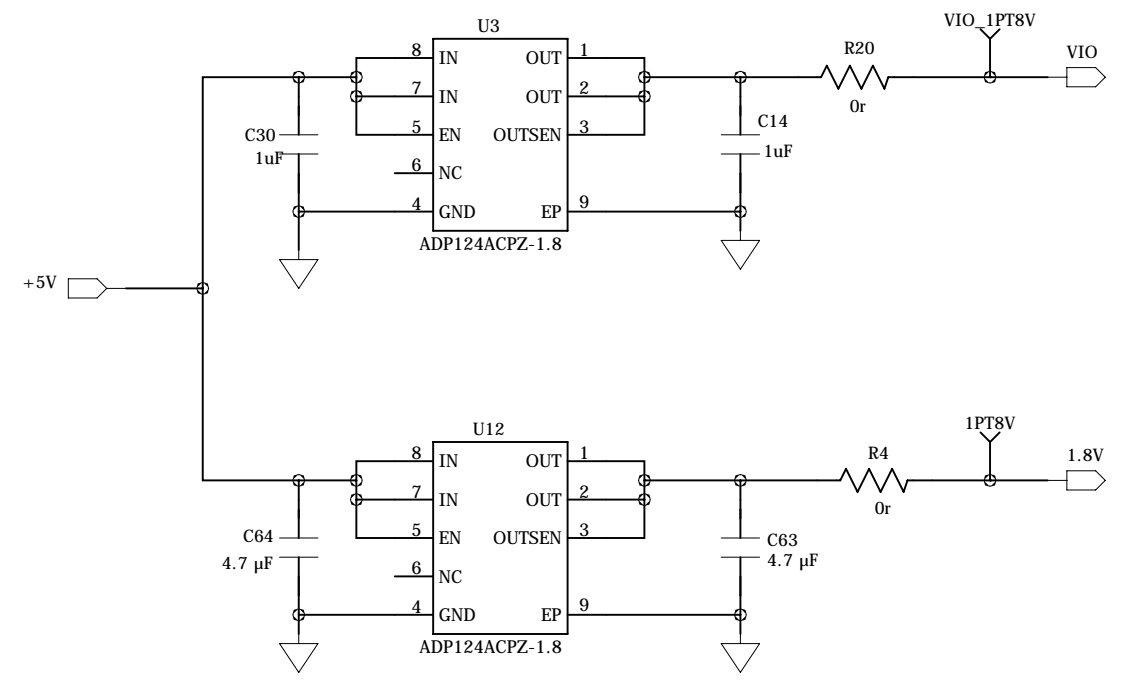 VIO_1PT8V
U3
R20
VIO
8 IN OUT 1
7 IN OUT 2
0r
5 EN OUTSEN 3
C30
1uF
C14
1uF
6 NC
4 GND EP 9
ADP124ACPZ-1.8
+5V
1PT8V
U12
R4
1.8V
8 IN OUT 1
7 IN OUT 2
0r
5 EN OUTSEN 3
C64
4.7 µF
C63
4.7 µF
6 NC
4 GND EP 9
ADP124ACPZ-1.8